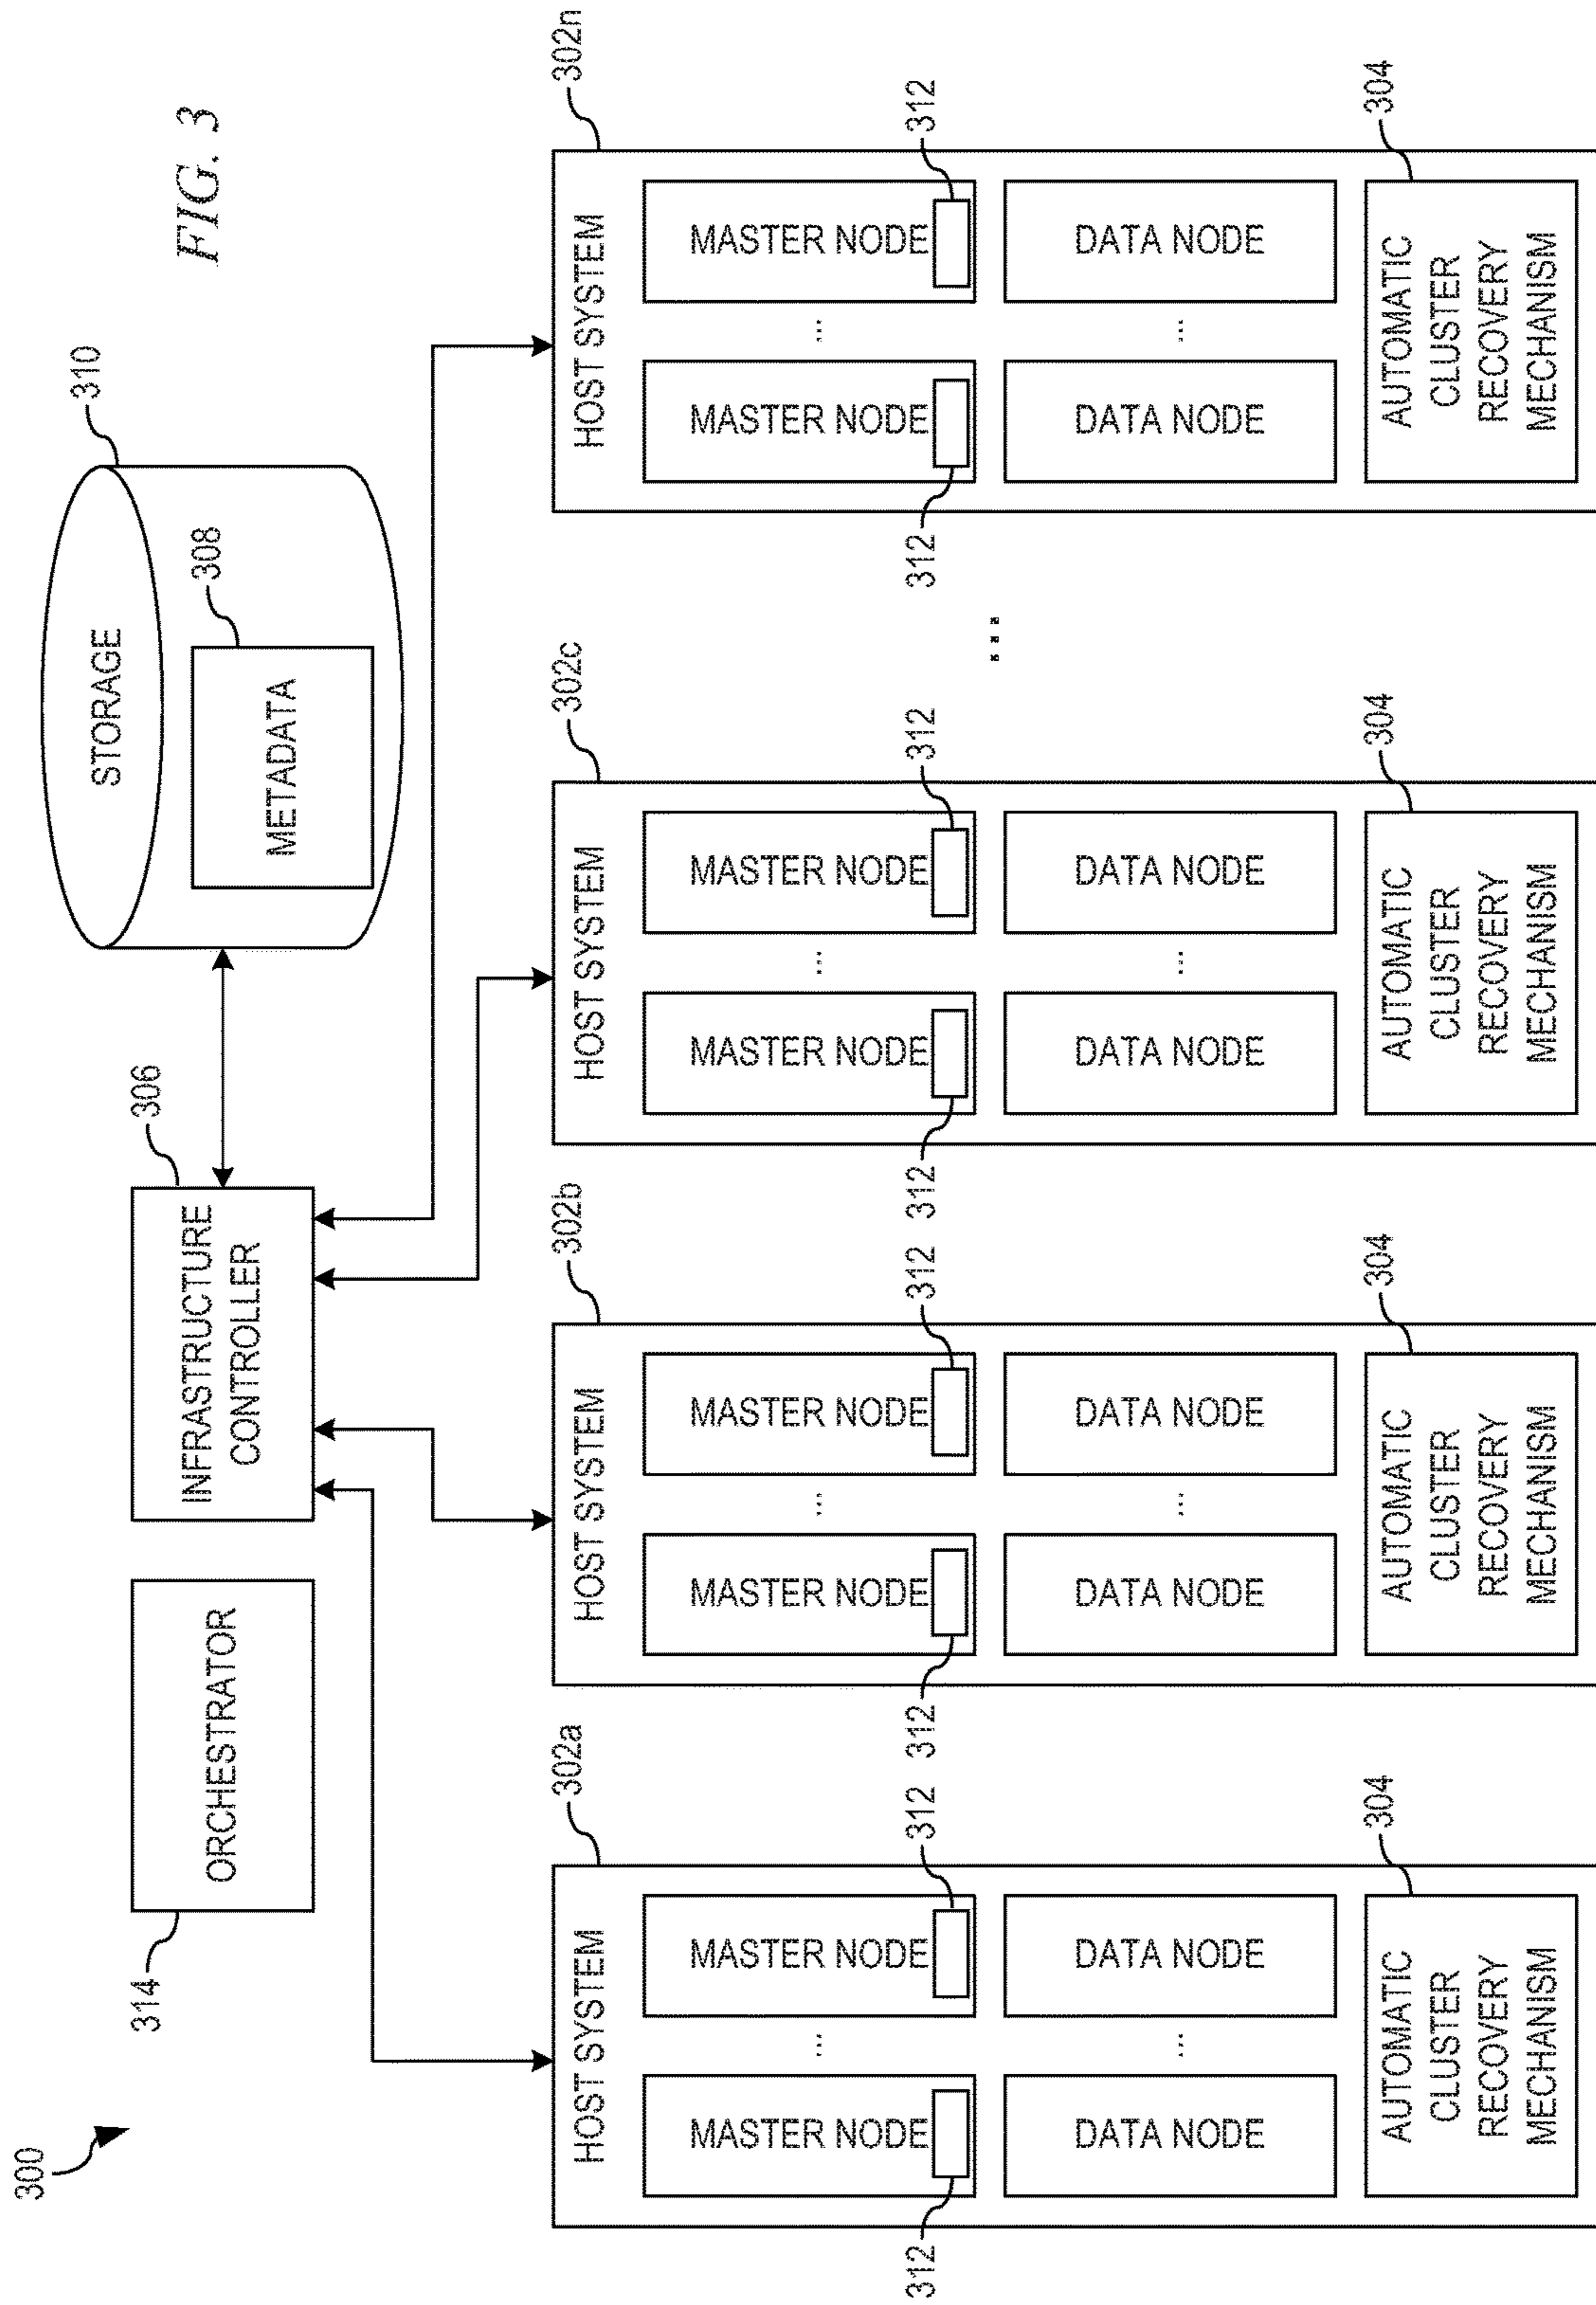 300
FIG. 3
314
ORCHESTRATOR
306
INFRASTRUCTURE
CONTROLLER
310
STORAGE
308
METADATA
302a
HOST SYSTEM
MASTER NODE
...
MASTER NODE
312
312
DATA NODE
...
DATA NODE
304
AUTOMATIC
CLUSTER
RECOVERY
MECHANISM
302b
HOST SYSTEM
MASTER NODE
...
MASTER NODE
312
312
DATA NODE
...
DATA NODE
304
AUTOMATIC
CLUSTER
RECOVERY
MECHANISM
302c
HOST SYSTEM
MASTER NODE
...
MASTER NODE
312
312
DATA NODE
...
DATA NODE
304
AUTOMATIC
CLUSTER
RECOVERY
MECHANISM
...
302n
HOST SYSTEM
MASTER NODE
...
MASTER NODE
312
312
DATA NODE
...
DATA NODE
304
AUTOMATIC
CLUSTER
RECOVERY
MECHANISM